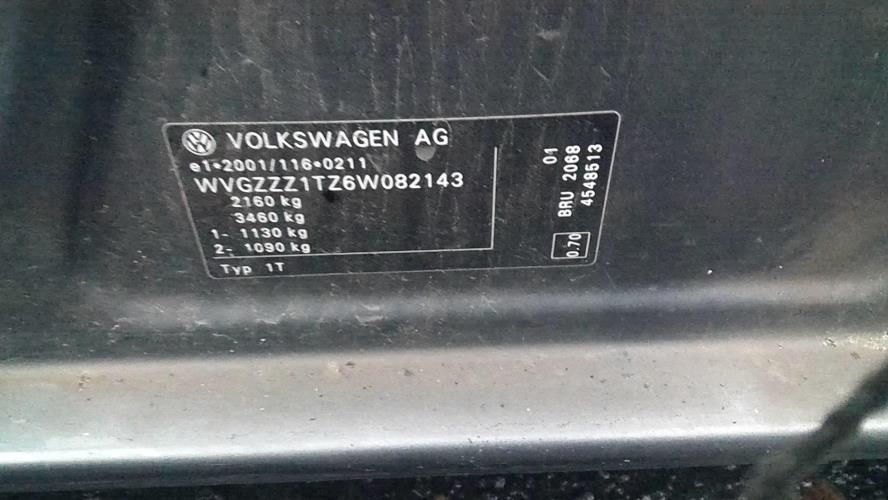 VOLKSWAGEN AG
e1*2001/116*0211
WVGZZZ1TZ6W082143
2160 kg
3460 kg
1- 1130 kg
2- 1090 kg
Typ 1T
01
BRU 2068
4548513
0.70